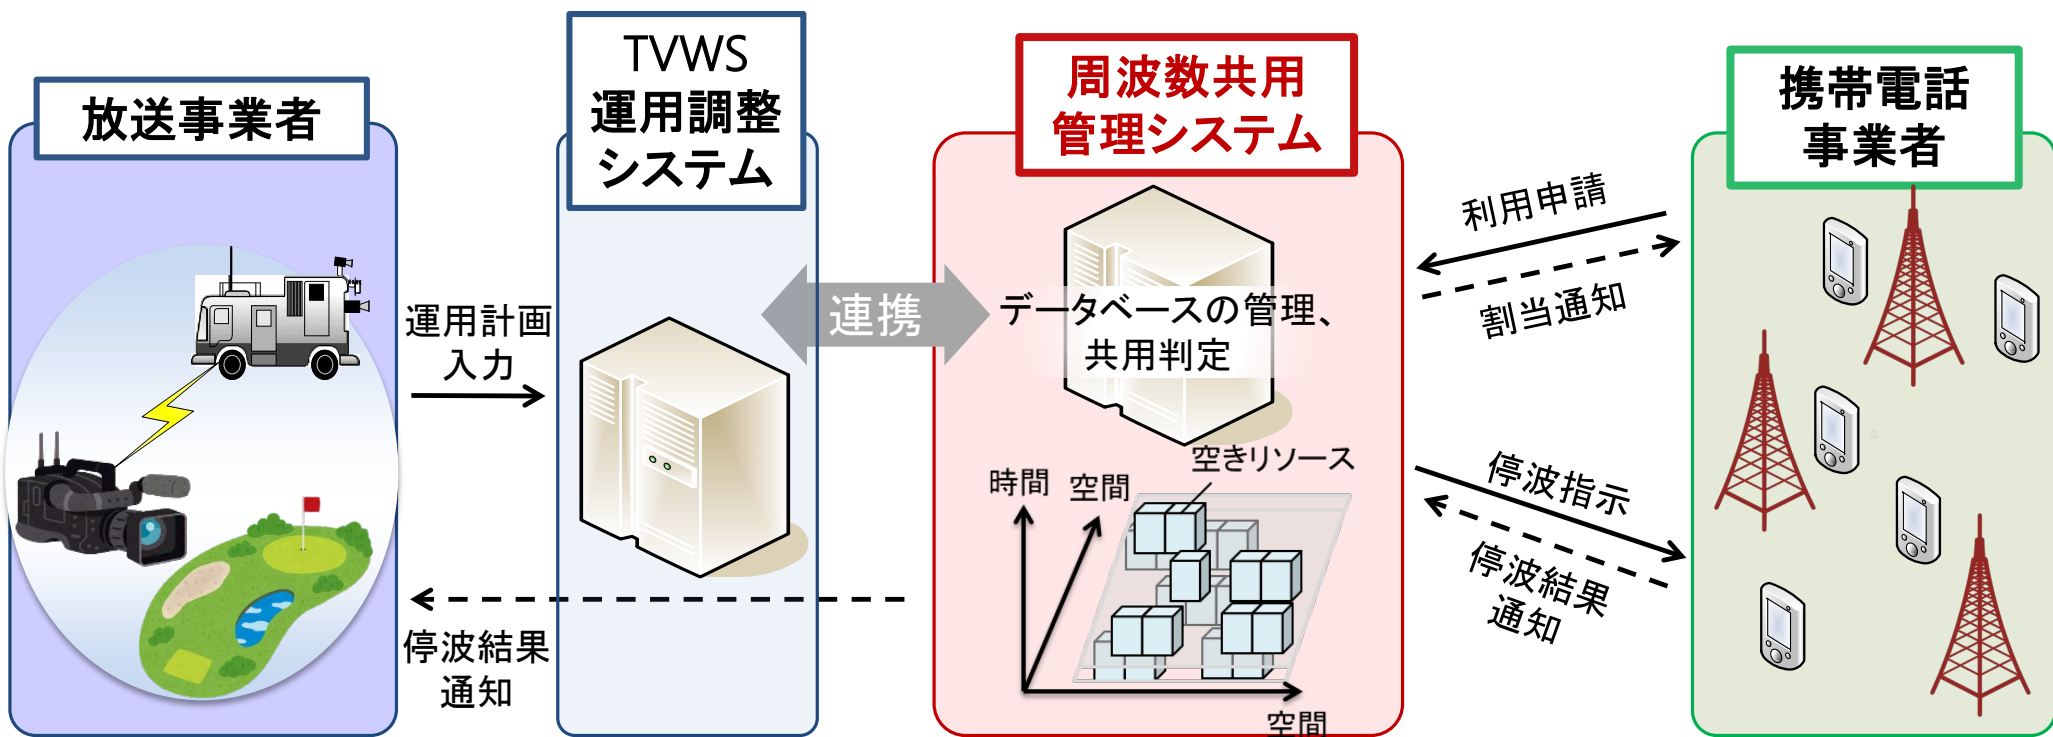 放送事業者
運用計画
入力
停波結果
通知
TVWS
運用調整
システム
連携
周波数共用
管理システム
データベースの管理、
共用判定
空きリソース
時間
空間
空間
利用申請
割当通知
停波指示
停波結果
通知
携帯電話
事業者